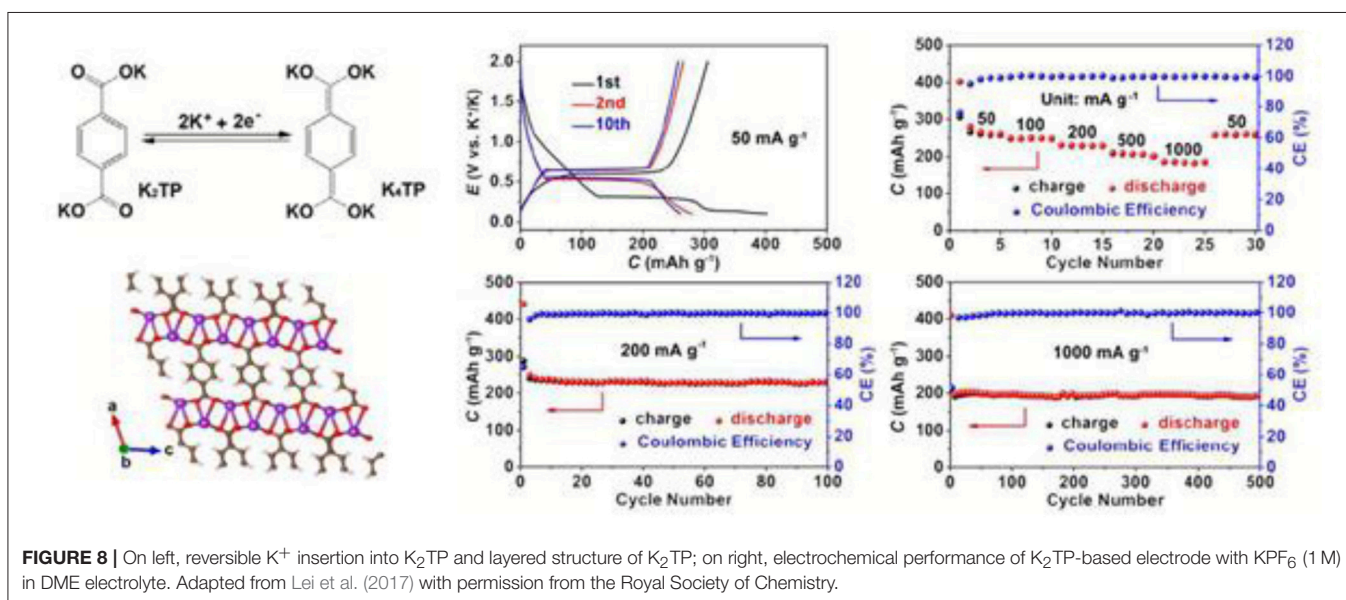 O OK
KO OK
2K⁺ + 2e⁻
K₂TP
K₄TP
KO O
KO OK
a
b
c
2.0
1.5
1.0
0.5
0.0
E (V vs. K⁺/K)
1st
2nd
10th
50 mA g⁻¹
0 100 200 300 400 500
C (mAh g⁻¹)
500
400
300
200
100
0
C (mAh g⁻¹)
Unit: mA g⁻¹
50 100 200 500 1000 50
charge discharge
Coulombic Efficiency
120
100
80
60
40
20
0
CE (%)
0 5 10 15 20 25 30
Cycle Number
500
400
300
200
100
0
C (mAh g⁻¹)
200 mA g⁻¹
charge discharge
Coulombic Efficiency
120
100
80
60
40
20
0
CE (%)
0 20 40 60 80 100
Cycle Number
500
400
300
200
100
0
C (mAh g⁻¹)
1000 mA g⁻¹
charge discharge
Coulombic Efficiency
120
100
80
60
40
20
0
CE (%)
0 100 200 300 400 500
Cycle Number
FIGURE 8 | On left, reversible K⁺ insertion into K₂TP and layered structure of K₂TP; on right, electrochemical performance of K₂TP-based electrode with KPF₆ (1 M)
in DME electrolyte. Adapted from Lei et al. (2017) with permission from the Royal Society of Chemistry.